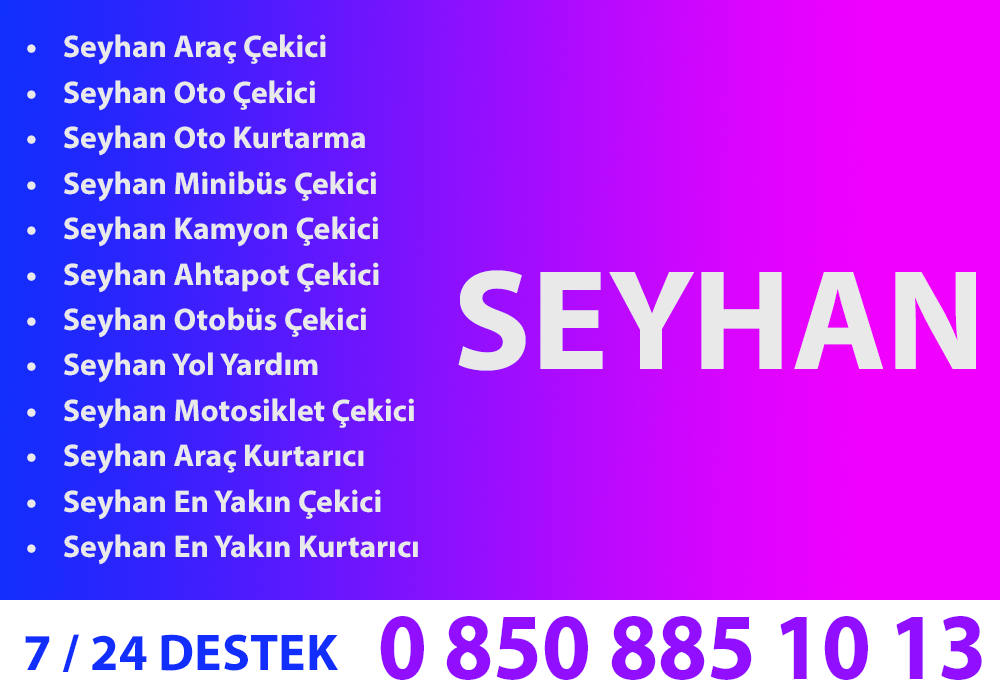 • Seyhan Araç Çekici
• Seyhan Oto Çekici
• Seyhan Oto Kurtarma
• Seyhan Minibüs Çekici
• Seyhan Kamyon Çekici
• Seyhan Ahtapot Çekici
• Seyhan Otobüs Çekici
• Seyhan Yol Yardım
• Seyhan Motosiklet Çekici
• Seyhan Araç Kurtarıcı
• Seyhan En Yakın Çekici
• Seyhan En Yakın Kurtarıcı
SEYHAN
7 / 24 DESTEK 0 850 885 10 13